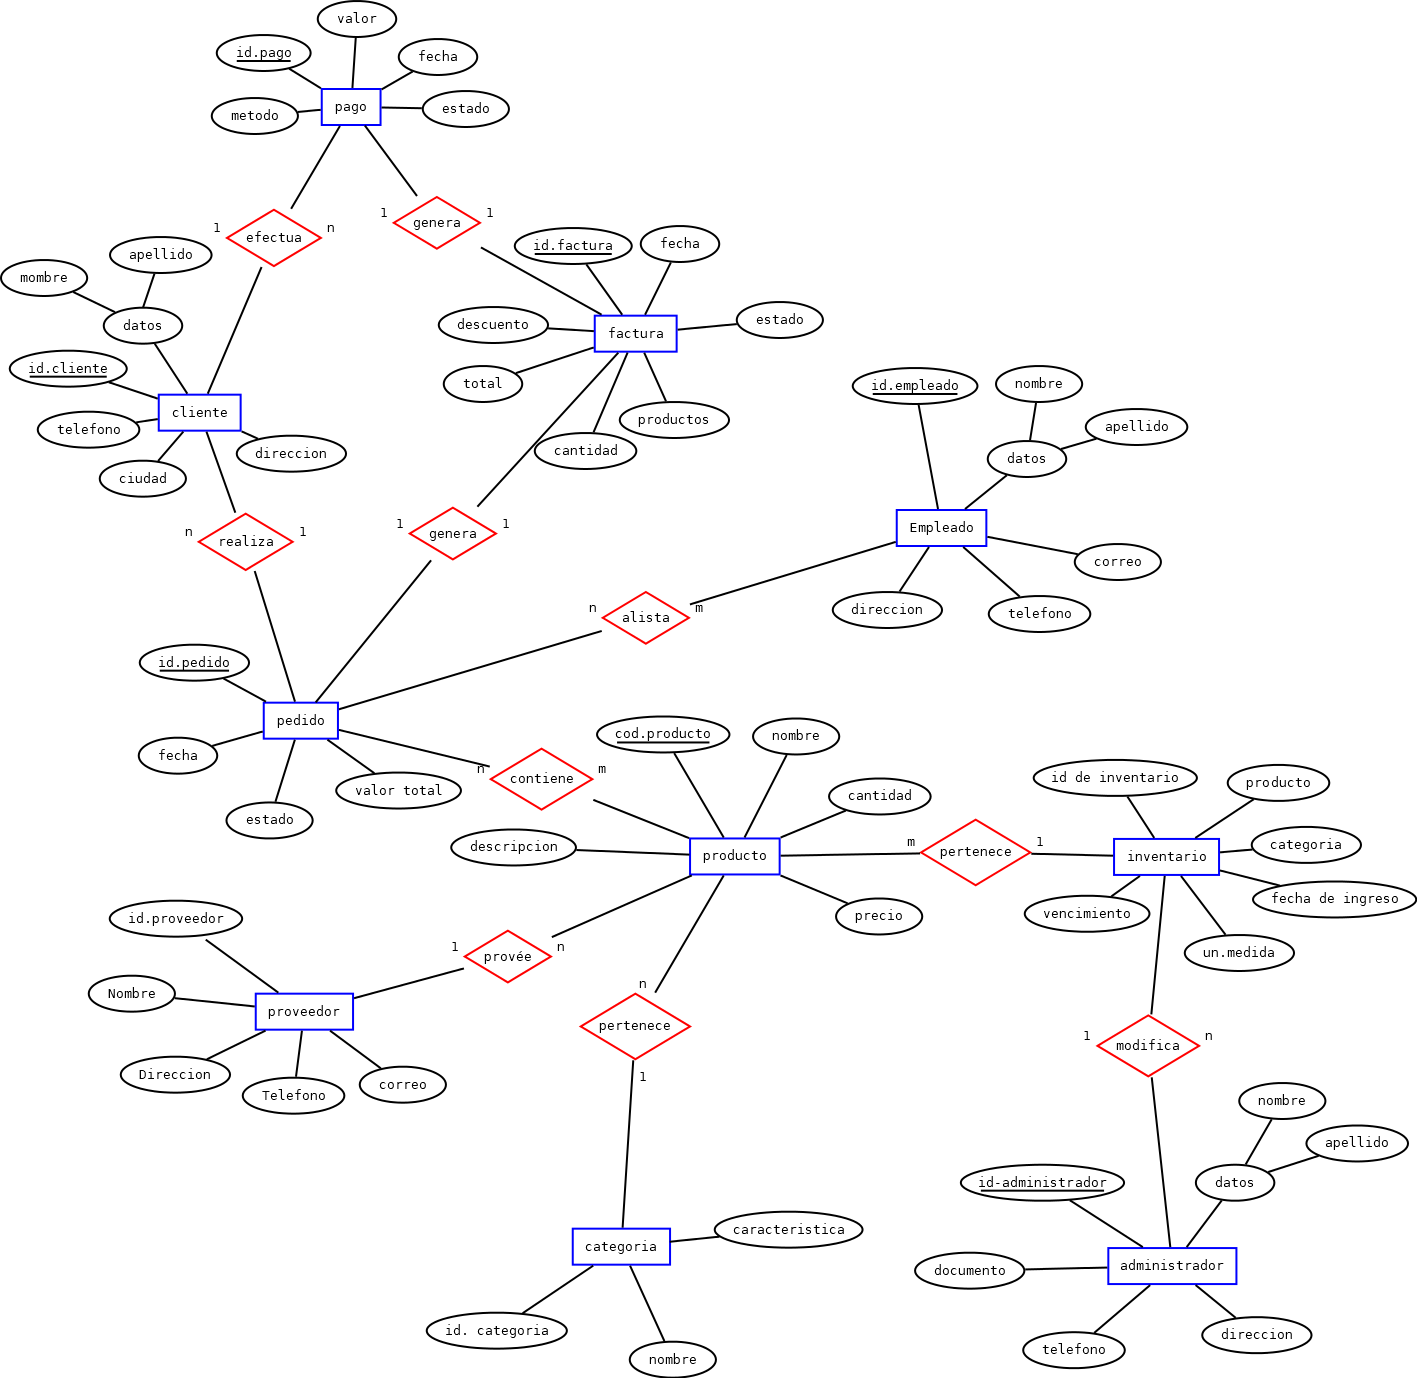 valor
id.pago
fecha
pago
metodo
estado
1
efectua
n
1
genera
1
id.factura
fecha
apellido
mombre
datos
descuento
estado
factura
id.cliente
total
cliente
telefono
productos
direccion
cantidad
ciudad
id.empleado
nombre
apellido
datos
Empleado
n
realiza
1
1
genera
1
correo
n
alista
m
direccion
telefono
id.pedido
pedido
fecha
valor total
estado
n
contiene
m
cod.producto
nombre
cantidad
descripcion
producto
precio
m
pertenece
1
id de inventario
producto
categoria
inventario
fecha de ingreso
vencimiento
un.medida
id.proveedor
1
provée
n
Nombre
proveedor
Direccion
Telefono
correo
n
pertenece
1
1
modifica
n
nombre
apellido
datos
id-administrador
documento
administrador
telefono
direccion
caracteristica
categoria
id. categoria
nombre